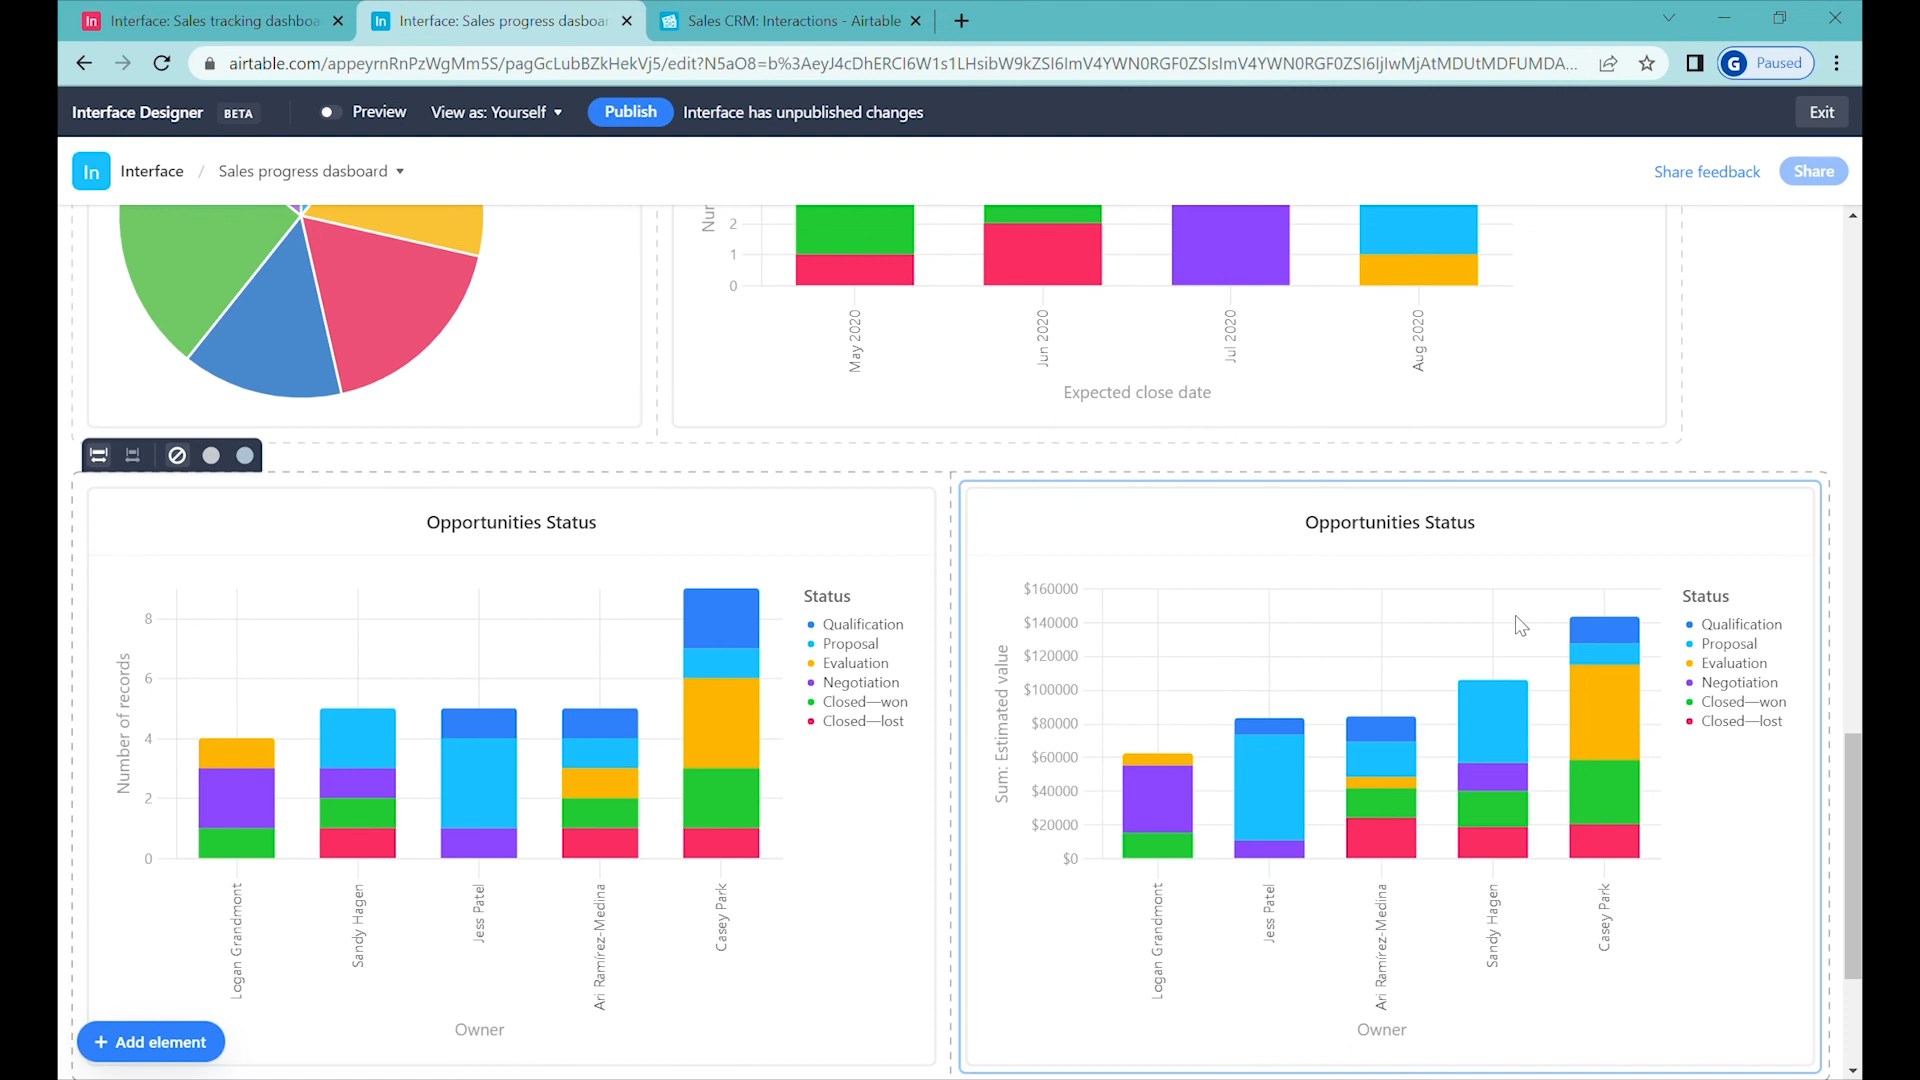 Interface: Sales tracking dashboa
Interface: Sales progress dasboar
Sales CRM: Interactions - Airtable
airtable.com/appeyrnRnPzWgMm5S/pagGcLubBZkHekVj5/edit?N5aO8=b%3AeyJ4cDhERCI6W1s1LHsibW9kZSI6ImV4YWN0RGF0ZSIsImV4YWN0RGF0ZSI6IjIwMjAtMDUtMDFUMDA...
G Paused
Interface Designer BETA
Preview
View as: Yourself
Publish
Interface has unpublished changes
Exit
In Interface / Sales progress dasboard
Share feedback
Share
Nur
2
1
0
May 2020
Jun 2020
Jul 2020
Aug 2020
Expected close date
Opportunities Status
Number of records
8
6
4
2
0
Logan Grandmont
Sandy Hagen
Jess Patel
Ari Ramírez-Medina
Casey Park
Owner
Status
Qualification
Proposal
Evaluation
Negotiation
Closed—won
Closed—lost
Opportunities Status
Sum: Estimated value
$160000
$140000
$120000
$100000
$80000
$60000
$40000
$20000
$0
Logan Grandmont
Jess Patel
Ari Ramírez-Medina
Sandy Hagen
Casey Park
Owner
Status
Qualification
Proposal
Evaluation
Negotiation
Closed—won
Closed—lost
+ Add element